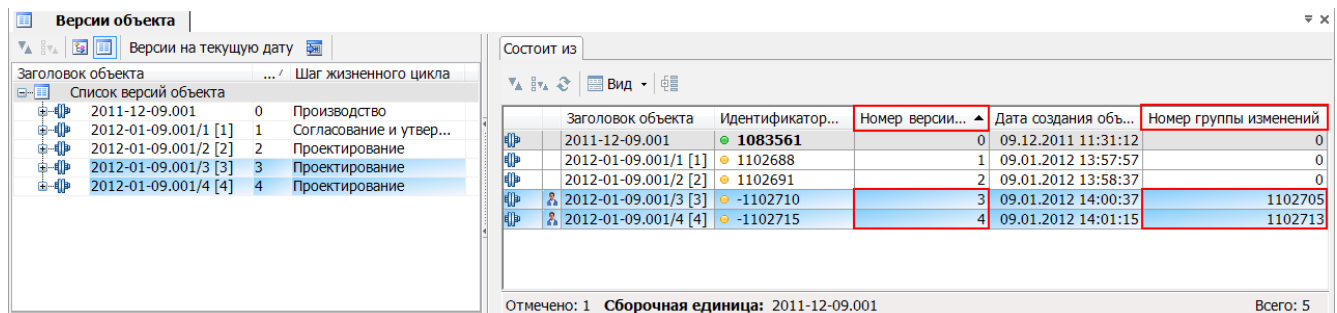 Версии объекта
Версии на текущую дату
Заголовок объекта ... / Шаг жизненного цикла
Список версий объекта
2011-12-09.001 0 Производство
2012-01-09.001/1 [1] 1 Согласование и утвер...
2012-01-09.001/2 [2] 2 Проектирование
2012-01-09.001/3 [3] 3 Проектирование
2012-01-09.001/4 [4] 4 Проектирование
Состоит из
Вид
Заголовок объекта Идентификатор... Номер версии... Дата создания объ... Номер группы изменений
2011-12-09.001 1083561 0 09.12.2011 11:31:12 0
2012-01-09.001/1 [1] 1102688 1 09.01.2012 13:57:57 0
2012-01-09.001/2 [2] 1102691 2 09.01.2012 13:58:37 0
2012-01-09.001/3 [3] -1102710 3 09.01.2012 14:00:37 1102705
2012-01-09.001/4 [4] -1102715 4 09.01.2012 14:01:15 1102713
Отмечено: 1 Сборочная единица: 2011-12-09.001 Всего: 5